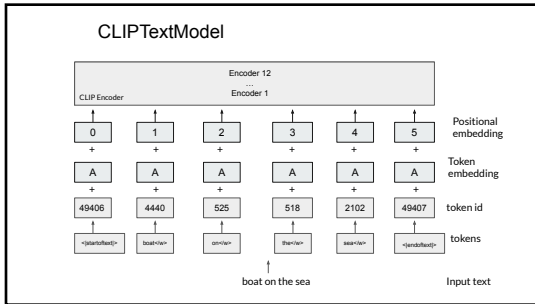 CLIPTextModel
Encoder 12
...
Encoder 1
CLIP Encoder
0 1 2 3 4 5 Positional embedding
+ + + + + +
A A A A A A Token embedding
+ + + + + +
49406 4440 525 518 2102 49407 token id
<|startoftext|> boat</w> on</w> the</w> sea</w> <|endoftext|> tokens
boat on the sea Input text